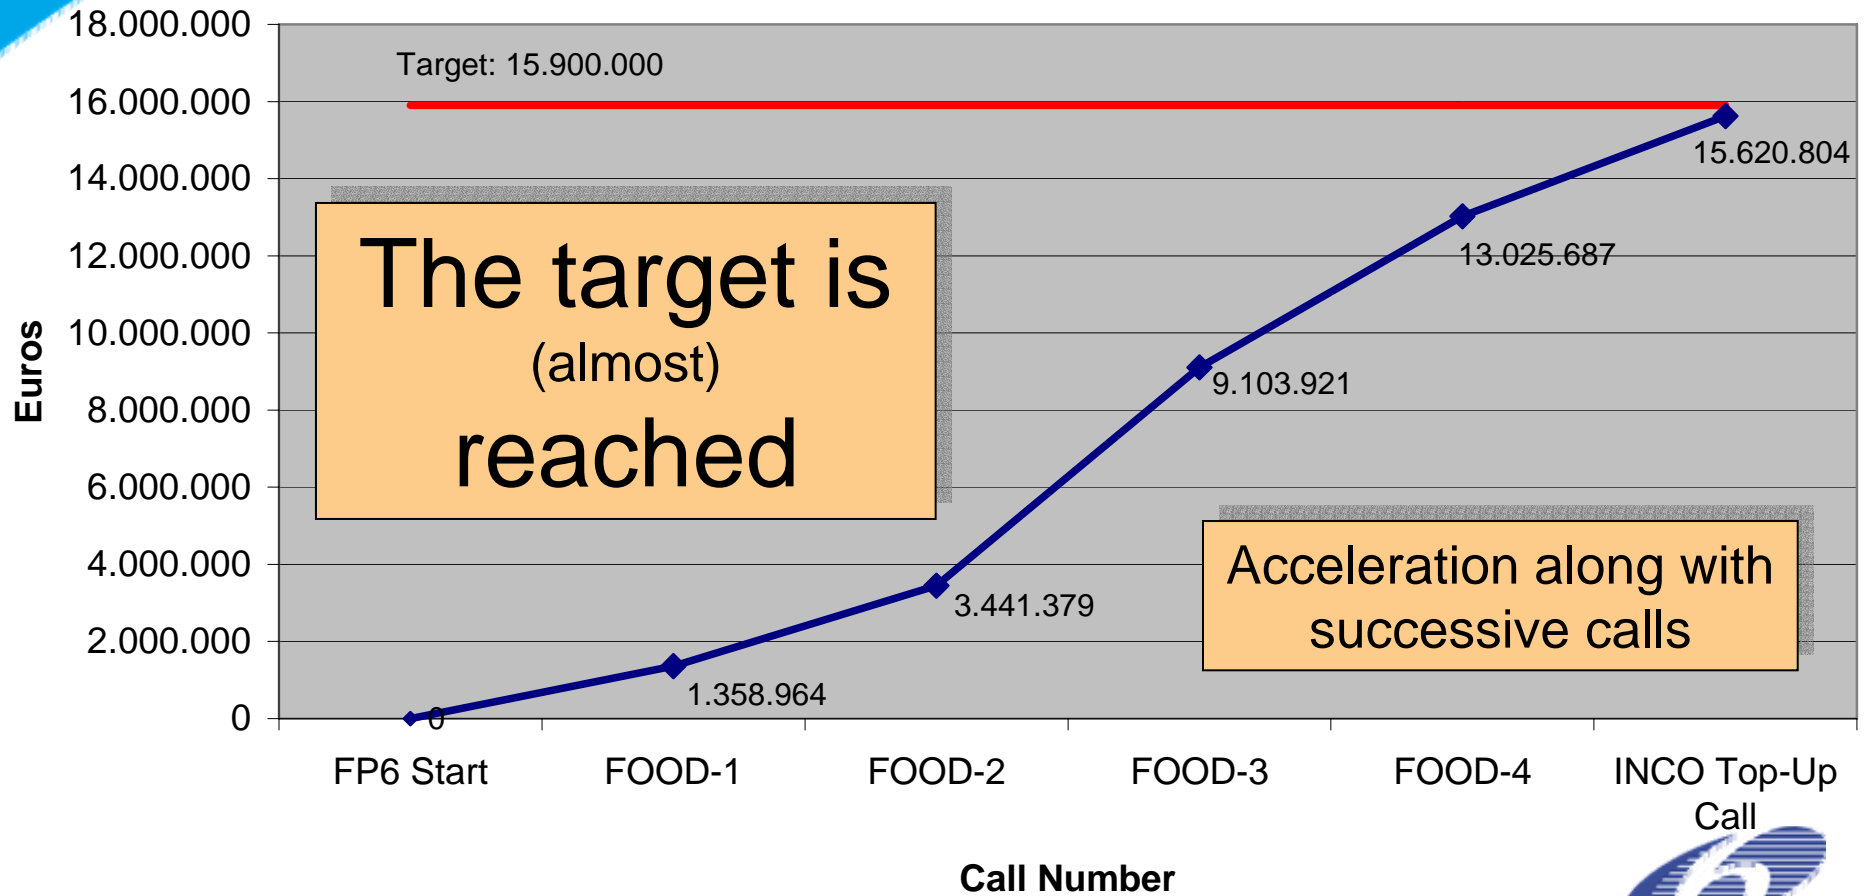 18.000.000
16.000.000
14.000.000
12.000.000
10.000.000
8.000.000
6.000.000
4.000.000
2.000.000
0
Euros
Target: 15.900.000
The target is
(almost)
reached
Acceleration along with
successive calls
0
1.358.964
3.441.379
9.103.921
13.025.687
15.620.804
FP6 Start
FOOD-1
FOOD-2
FOOD-3
FOOD-4
INCO Top-Up
Call
Call Number